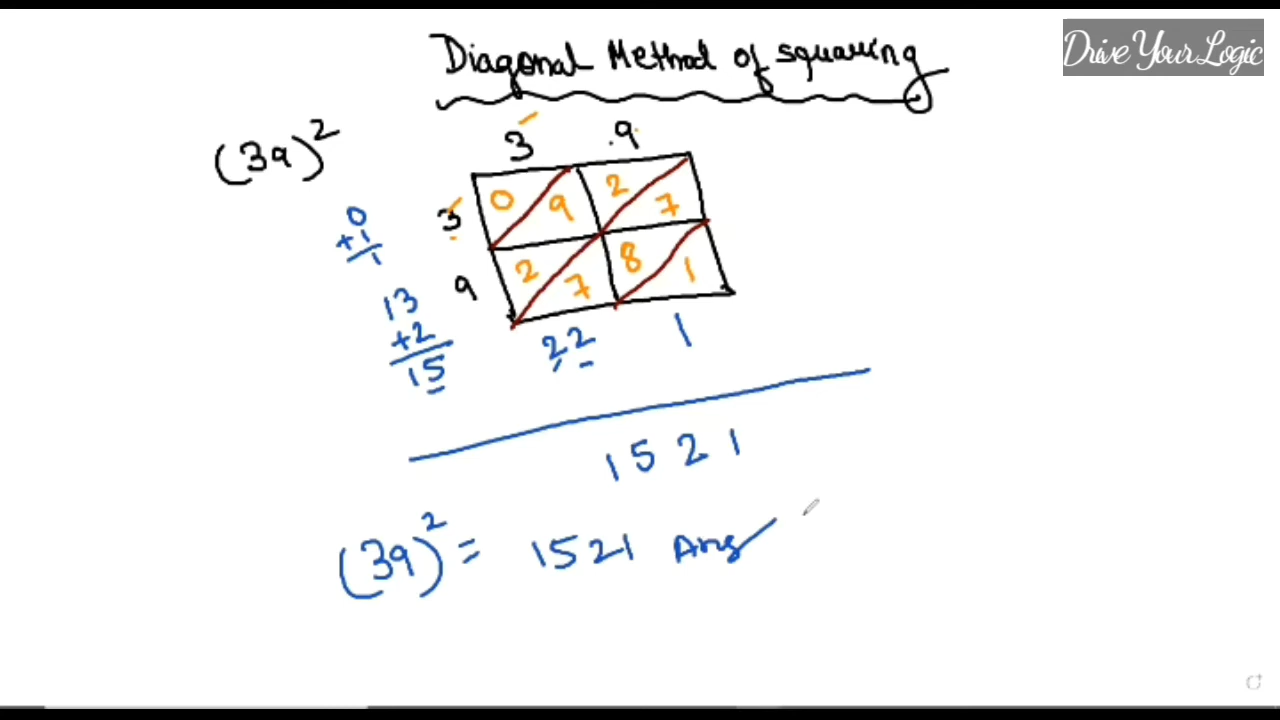 Drive Your Logic
Diagonal Method of squaring
(39)²
3 9
3 0 9 2 7
9 2 7 8 1
0
+1
1
13
+2
15
22 1
1521
(39)² = 1521 Ans